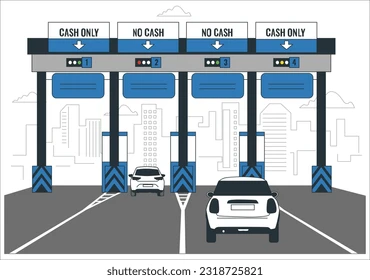 CASH ONLY
NO CASH
NO CASH
CASH ONLY
1
2
3
4
shutterstock.com · 2318725821